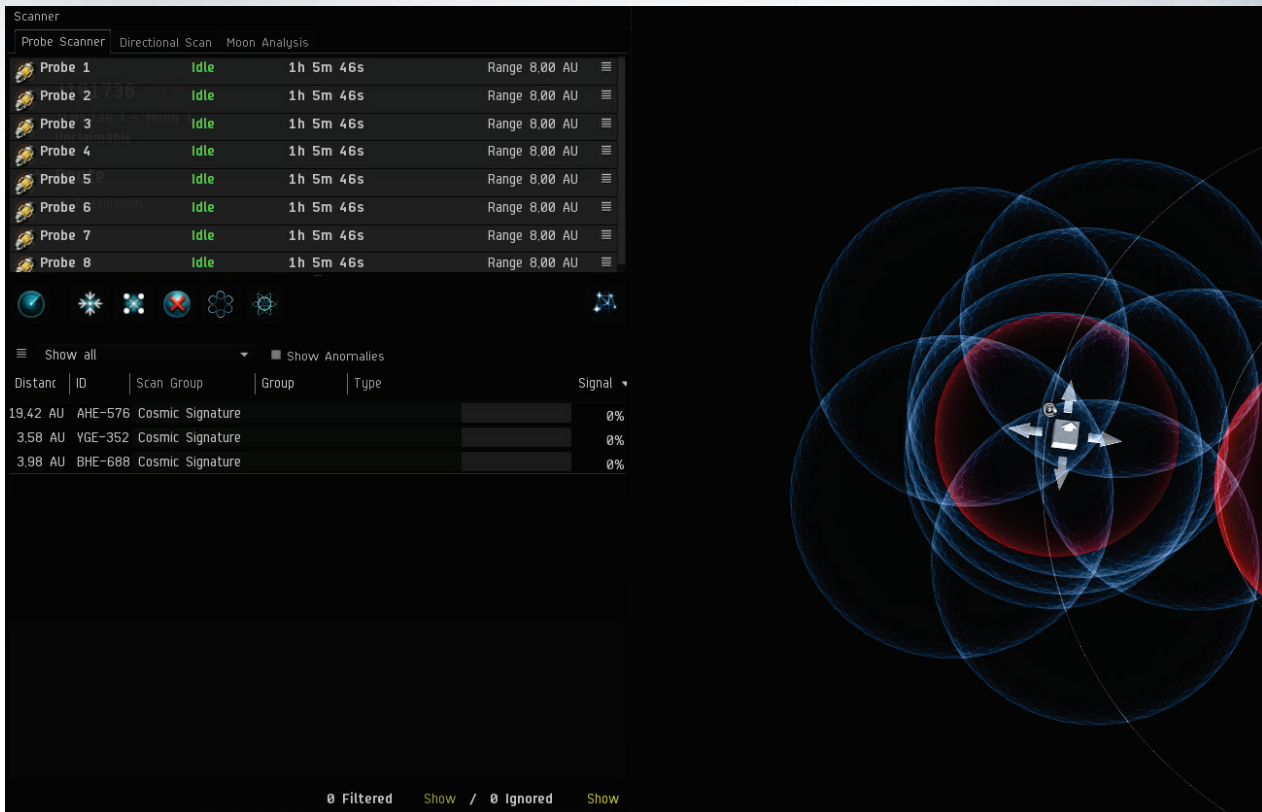 Scanner
Probe Scanner Directional Scan Moon Analysis
Probe 1 Idle 1h 5m 46s Range 8,00 AU
Probe 2 Idle 1h 5m 46s Range 8,00 AU
Probe 3 Idle 1h 5m 46s Range 8,00 AU
Probe 4 Idle 1h 5m 46s Range 8,00 AU
Probe 5 Idle 1h 5m 46s Range 8,00 AU
Probe 6 Idle 1h 5m 46s Range 8,00 AU
Probe 7 Idle 1h 5m 46s Range 8,00 AU
Probe 8 Idle 1h 5m 46s Range 8,00 AU
Show all Show Anomalies
Distanc ID Scan Group Group Type Signal
19,42 AU AHE-576 Cosmic Signature 0%
3,58 AU YGE-352 Cosmic Signature 0%
3,98 AU BHE-688 Cosmic Signature 0%
0 Filtered Show / 0 Ignored Show